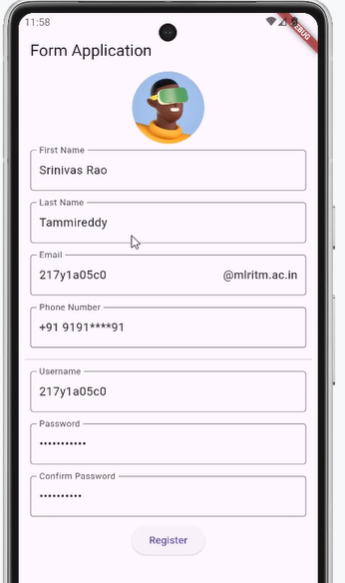 11:58
DEBUG
Form Application
First Name
Srinivas Rao
Last Name
Tammireddy
Email
217y1a05c0 @mlritm.ac.in
Phone Number
+91 9191****91
Username
217y1a05c0
Password
•••••••••••
Confirm Password
••••••••••
Register